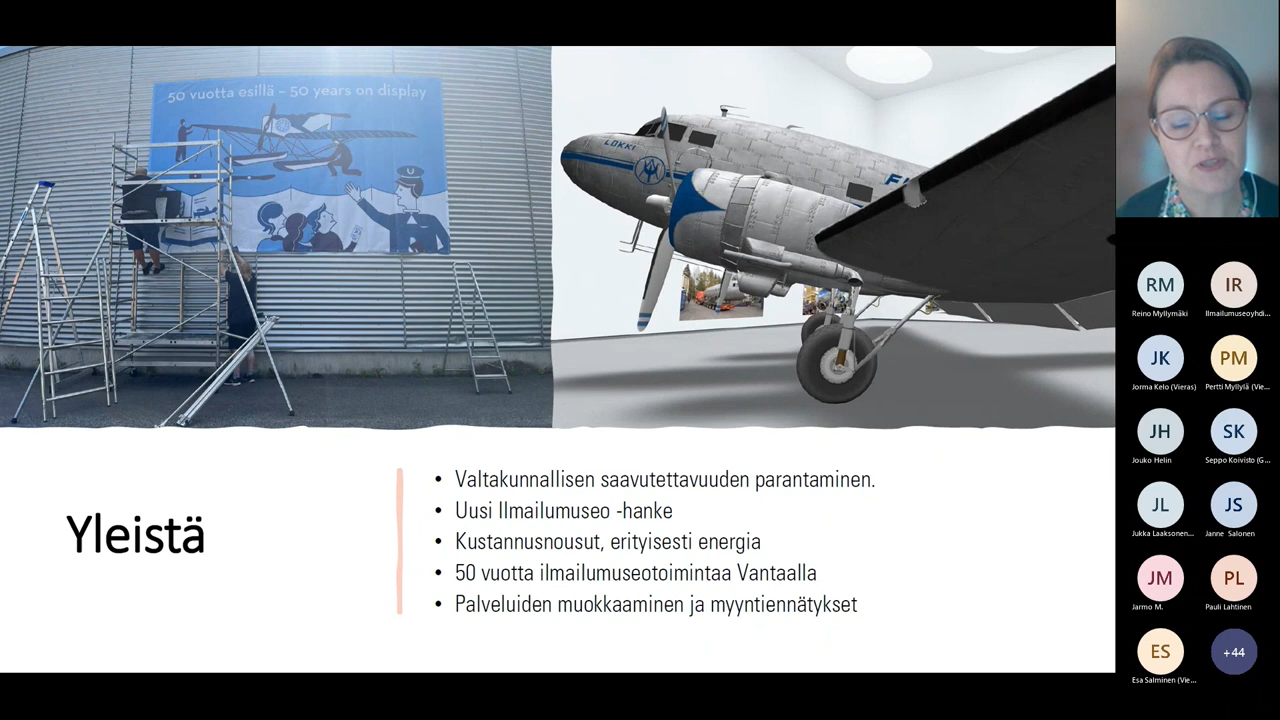 50 vuotta esillä – 50 years on display
LOKKI
Yleistä
• Valtakunnallisen saavutettavuuden parantaminen.
• Uusi Ilmailumuseo -hanke
• Kustannusnousut, erityisesti energia
• 50 vuotta ilmailumuseotoimintaa Vantaalla
• Palveluiden muokkaaminen ja myyntiennätykset
RM IR
Reino Myllymäki Ilmailumuseoyhdi...
JK PM
Jorma Kelo (Vieras) Pertti Myllylä (Vie...
JH SK
Jouko Helin Seppo Koivisto (G...
JL JS
Jukka Laaksonen... Janne Salonen
JM PL
Jarmo M. Pauli Lahtinen
ES +44
Esa Salminen (Vie...